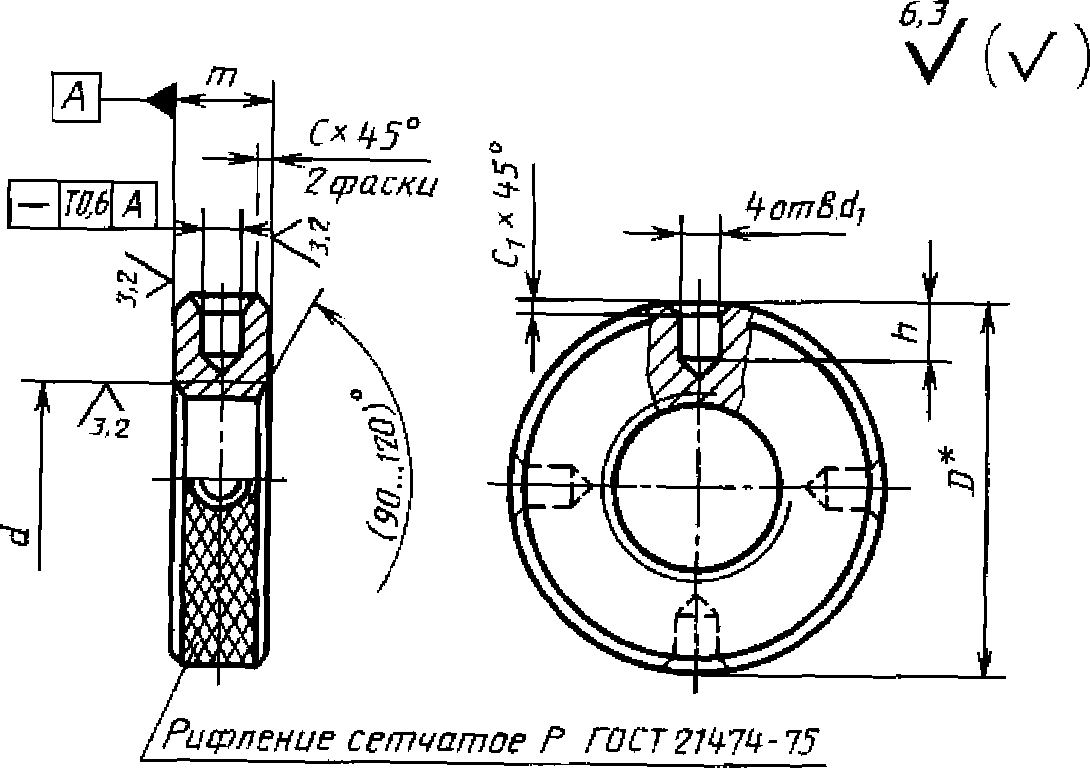 6,3
( )
A
m
C × 45°
2 фаски
— T0,6 A
3,2
3,2
3,2
(90...120)°
d
C₁ × 45°
4 отв. d₁
h
D*
Рифление сетчатое Р ГОСТ 21474-75